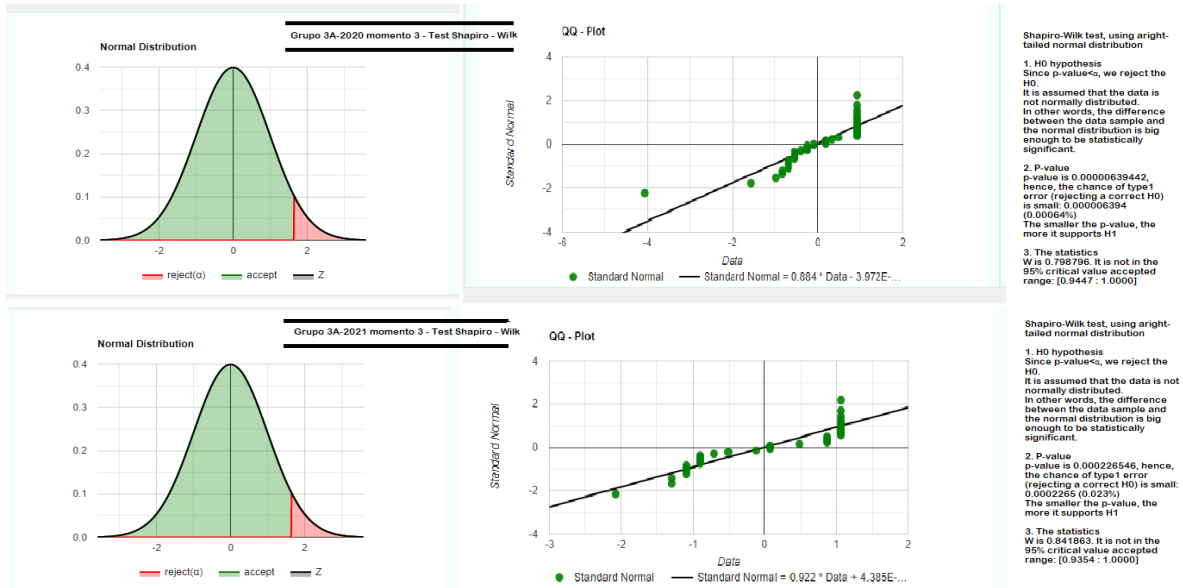 Grupo 3A-2020 momento 3 - Test Shapiro - Wilk
Normal Distribution
0.4
0.3
0.2
0.1
0.0
-2
0
2
reject(α)
accept
Z
QQ - Plot
Standard Normal
4
2
0
-2
-4
-6
-4
-2
0
2
Data
Standard Normal
Standard Normal = 0.884 * Data - 3.972E-...
Shapiro-Wilk test, using aright-
tailed normal distribution
1. H0 hypothesis
Since p-value<α, we reject the
H0.
It is assumed that the data is
not normally distributed.
In other words, the difference
between the data sample and
the normal distribution is big
enough to be statistically
significant.
2. P-value
p-value is 0.00000639442,
hence, the chance of type1
error (rejecting a correct H0)
is small: 0.000006394
(0.00064%)
The smaller the p-value, the
more it supports H1
3. The statistics
W is 0.798796. It is not in the
95% critical value accepted
range: [0.9447 : 1.0000]
Grupo 3A-2021 momento 3 - Test Shapiro - Wilk
Normal Distribution
0.4
0.3
0.2
0.1
0.0
-2
0
2
reject(α)
accept
Z
QQ - Plot
Standard Normal
4
2
0
-2
-4
-3
-2
-1
0
1
2
Data
Standard Normal
Standard Normal = 0.922 * Data + 4.385E-...
Shapiro-Wilk test, using aright-
tailed normal distribution
1. H0 hypothesis
Since p-value<α, we reject the
H0.
It is assumed that the data is not
normally distributed.
In other words, the difference
between the data sample and
the normal distribution is big
enough to be statistically
significant.
2. P-value
p-value is 0.000226546, hence,
the chance of type1 error
(rejecting a correct H0) is small:
0.0002265 (0.023%)
The smaller the p-value, the
more it supports H1
3. The statistics
W is 0.841863. It is not in the
95% critical value accepted
range: [0.9354 : 1.0000]